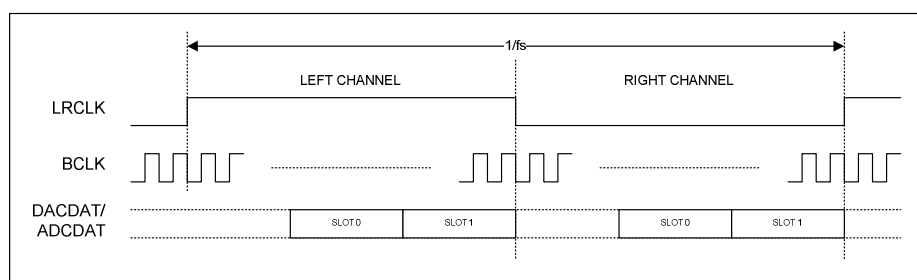 1/fs
LEFT CHANNEL
RIGHT CHANNEL
LRCLK
BCLK
DACDAT/
ADCDAT
SLOT 0
SLOT 1
SLOT 0
SLOT 1